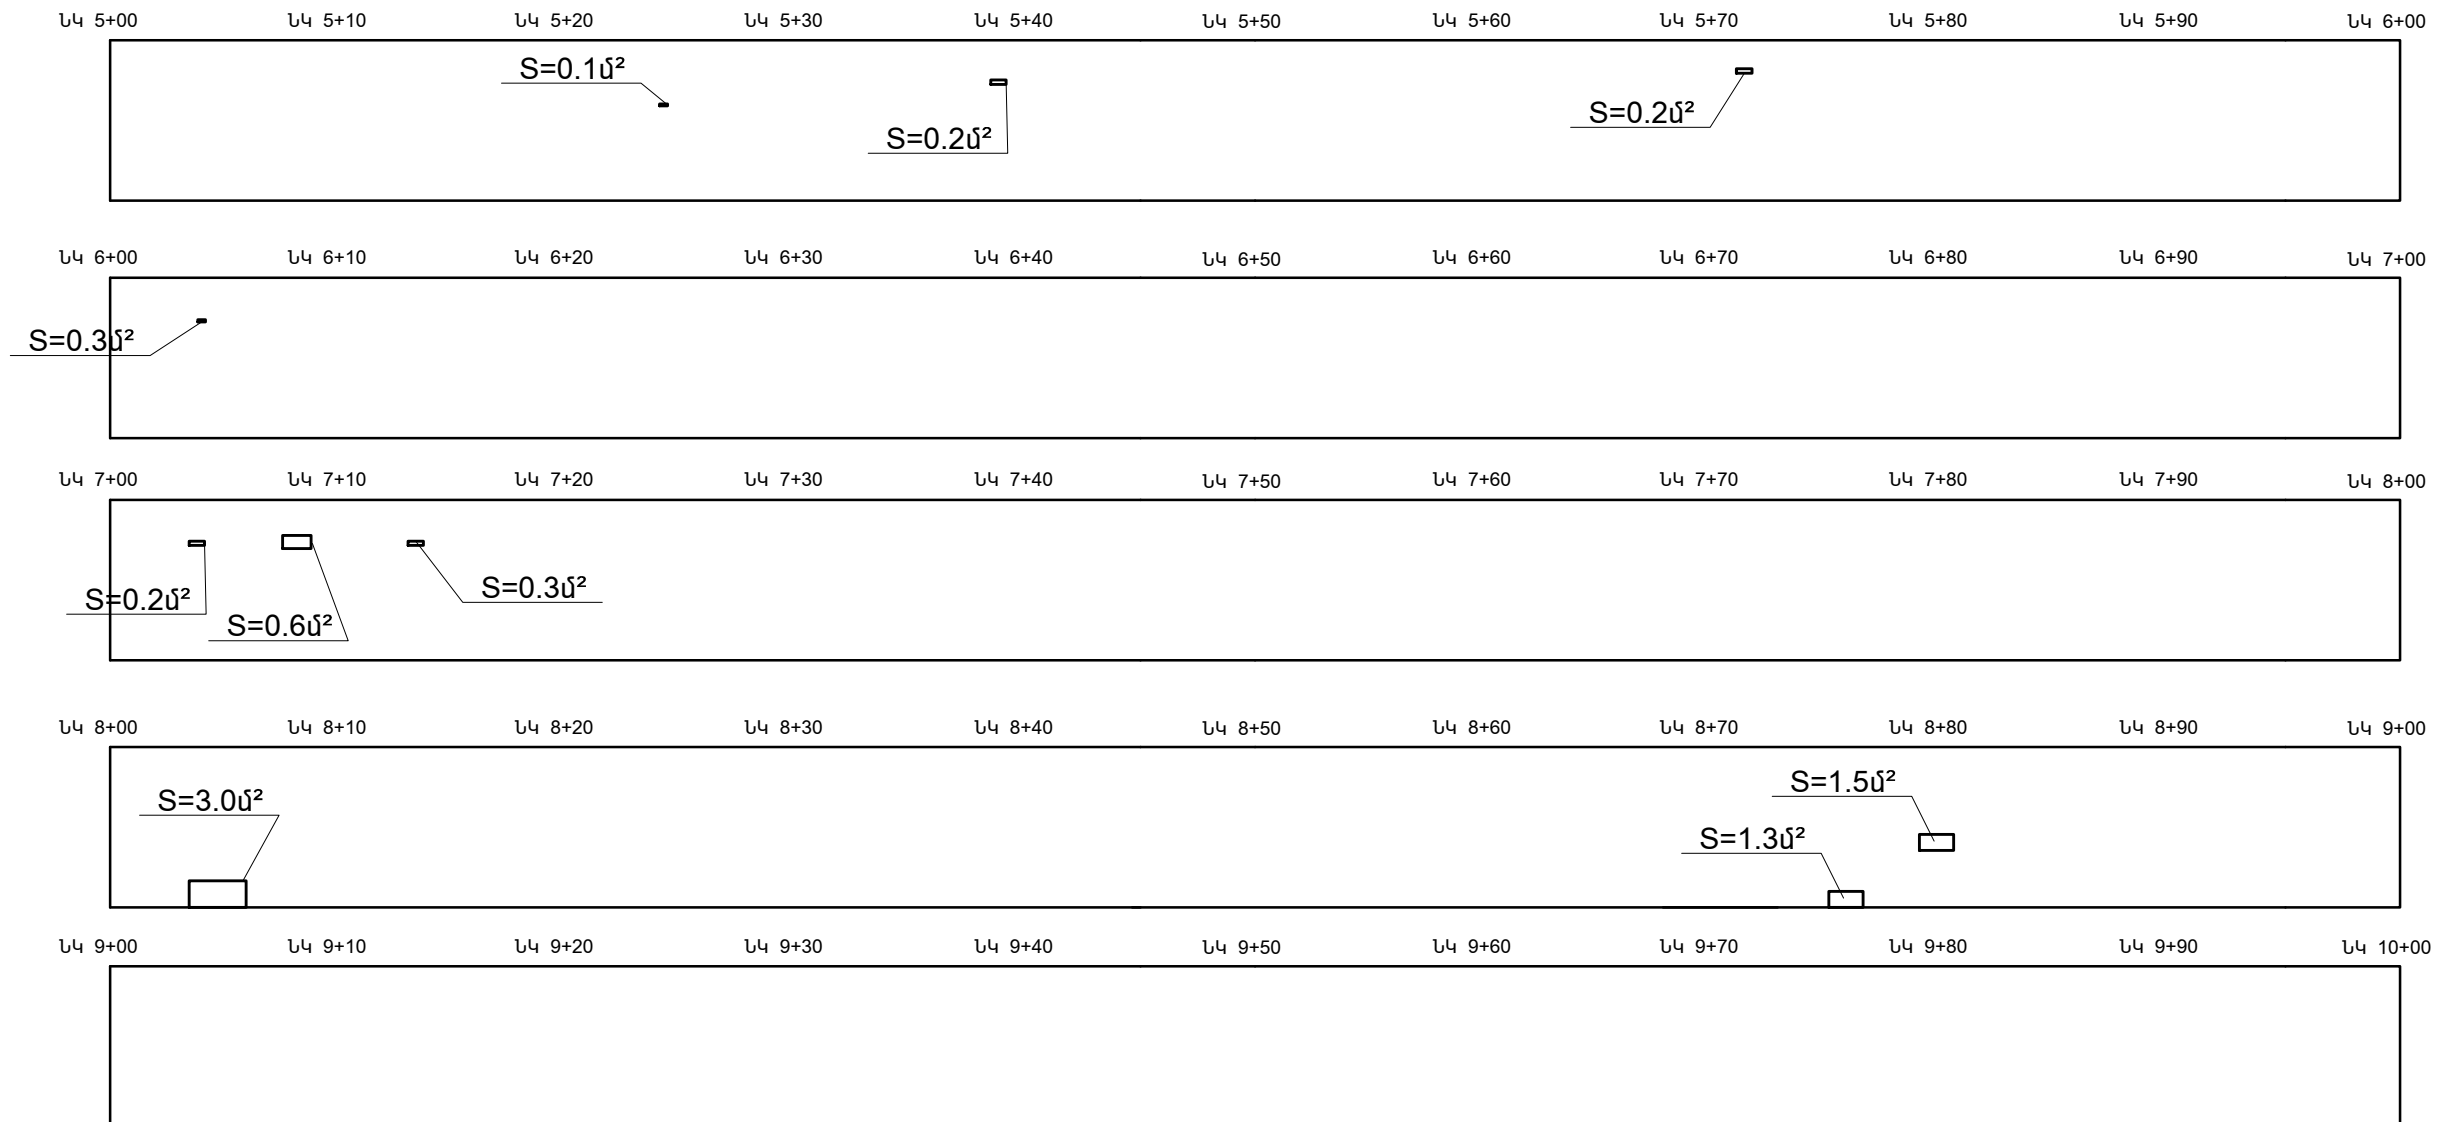 ՆԿ 5+00 ՆԿ 5+10 ՆԿ 5+20 ՆԿ 5+30 ՆԿ 5+40 ՆԿ 5+50 ՆԿ 5+60 ՆԿ 5+70 ՆԿ 5+80 ՆԿ 5+90 ՆԿ 6+00
S=0.1մ²
S=0.2մ²
S=0.2մ²
ՆԿ 6+00 ՆԿ 6+10 ՆԿ 6+20 ՆԿ 6+30 ՆԿ 6+40 ՆԿ 6+50 ՆԿ 6+60 ՆԿ 6+70 ՆԿ 6+80 ՆԿ 6+90 ՆԿ 7+00
S=0.3մ²
ՆԿ 7+00 ՆԿ 7+10 ՆԿ 7+20 ՆԿ 7+30 ՆԿ 7+40 ՆԿ 7+50 ՆԿ 7+60 ՆԿ 7+70 ՆԿ 7+80 ՆԿ 7+90 ՆԿ 8+00
S=0.2մ²
S=0.6մ²
S=0.3մ²
ՆԿ 8+00 ՆԿ 8+10 ՆԿ 8+20 ՆԿ 8+30 ՆԿ 8+40 ՆԿ 8+50 ՆԿ 8+60 ՆԿ 8+70 ՆԿ 8+80 ՆԿ 8+90 ՆԿ 9+00
S=3.0մ²
S=1.5մ²
S=1.3մ²
ՆԿ 9+00 ՆԿ 9+10 ՆԿ 9+20 ՆԿ 9+30 ՆԿ 9+40 ՆԿ 9+50 ՆԿ 9+60 ՆԿ 9+70 ՆԿ 9+80 ՆԿ 9+90 ՆԿ 10+00